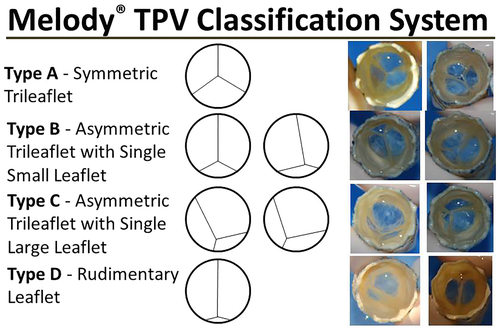 Melody® TPV Classification System
Type A - Symmetric
Trileaflet
Type B - Asymmetric
Trileaflet with Single
Small Leaflet
Type C - Asymmetric
Trileaflet with Single
Large Leaflet
Type D - Rudimentary
Leaflet